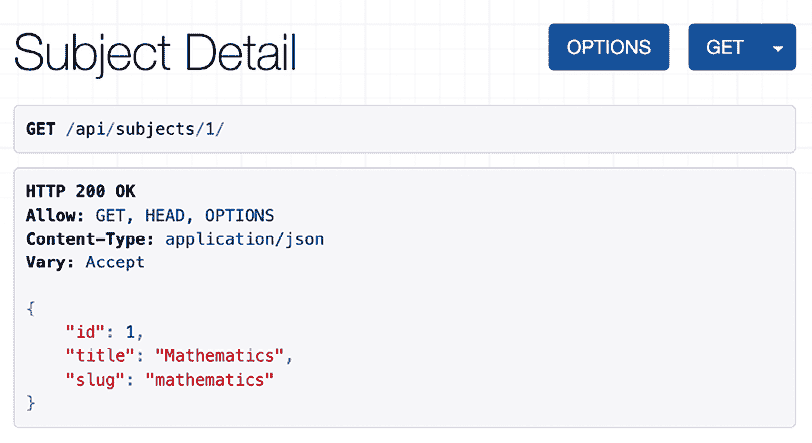 Subject Detail
OPTIONS
GET
GET /api/subjects/1/
HTTP 200 OK
Allow: GET, HEAD, OPTIONS
Content-Type: application/json
Vary: Accept
{
    "id": 1,
    "title": "Mathematics",
    "slug": "mathematics"
}